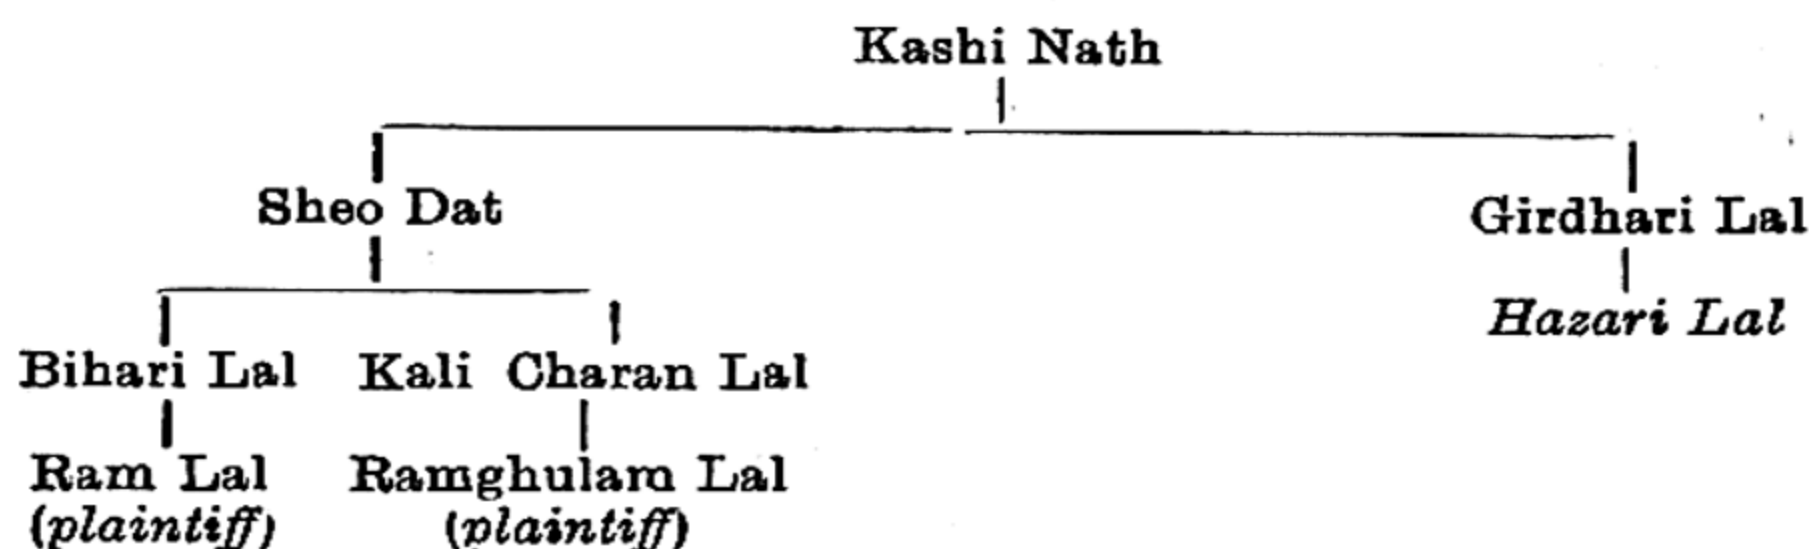 Kashi Nath
Sheo Dat Girdhari Lal
Hazari Lal
Bihari Lal Kali Charan Lal
Ram Lal Ramghulam Lal
(plaintiff) (plaintiff)